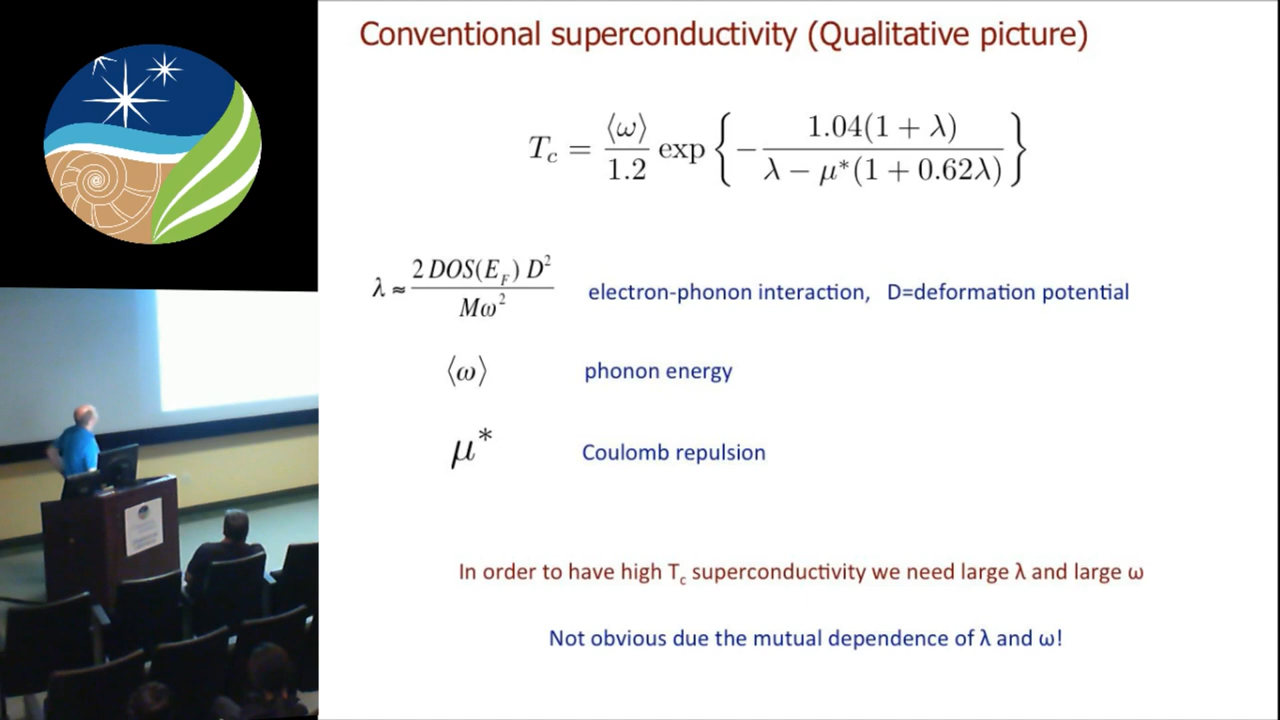 Conventional superconductivity (Qualitative picture)
T_c = ⟨ω⟩/1.2 exp { − 1.04(1 + λ) / (λ − μ*(1 + 0.62λ)) }
λ ≈ 2 DOS(E_F) D² / Mω² electron-phonon interaction, D=deformation potential
⟨ω⟩ phonon energy
μ* Coulomb repulsion
In order to have high T_c superconductivity we need large λ and large ω
Not obvious due the mutual dependence of λ and ω!